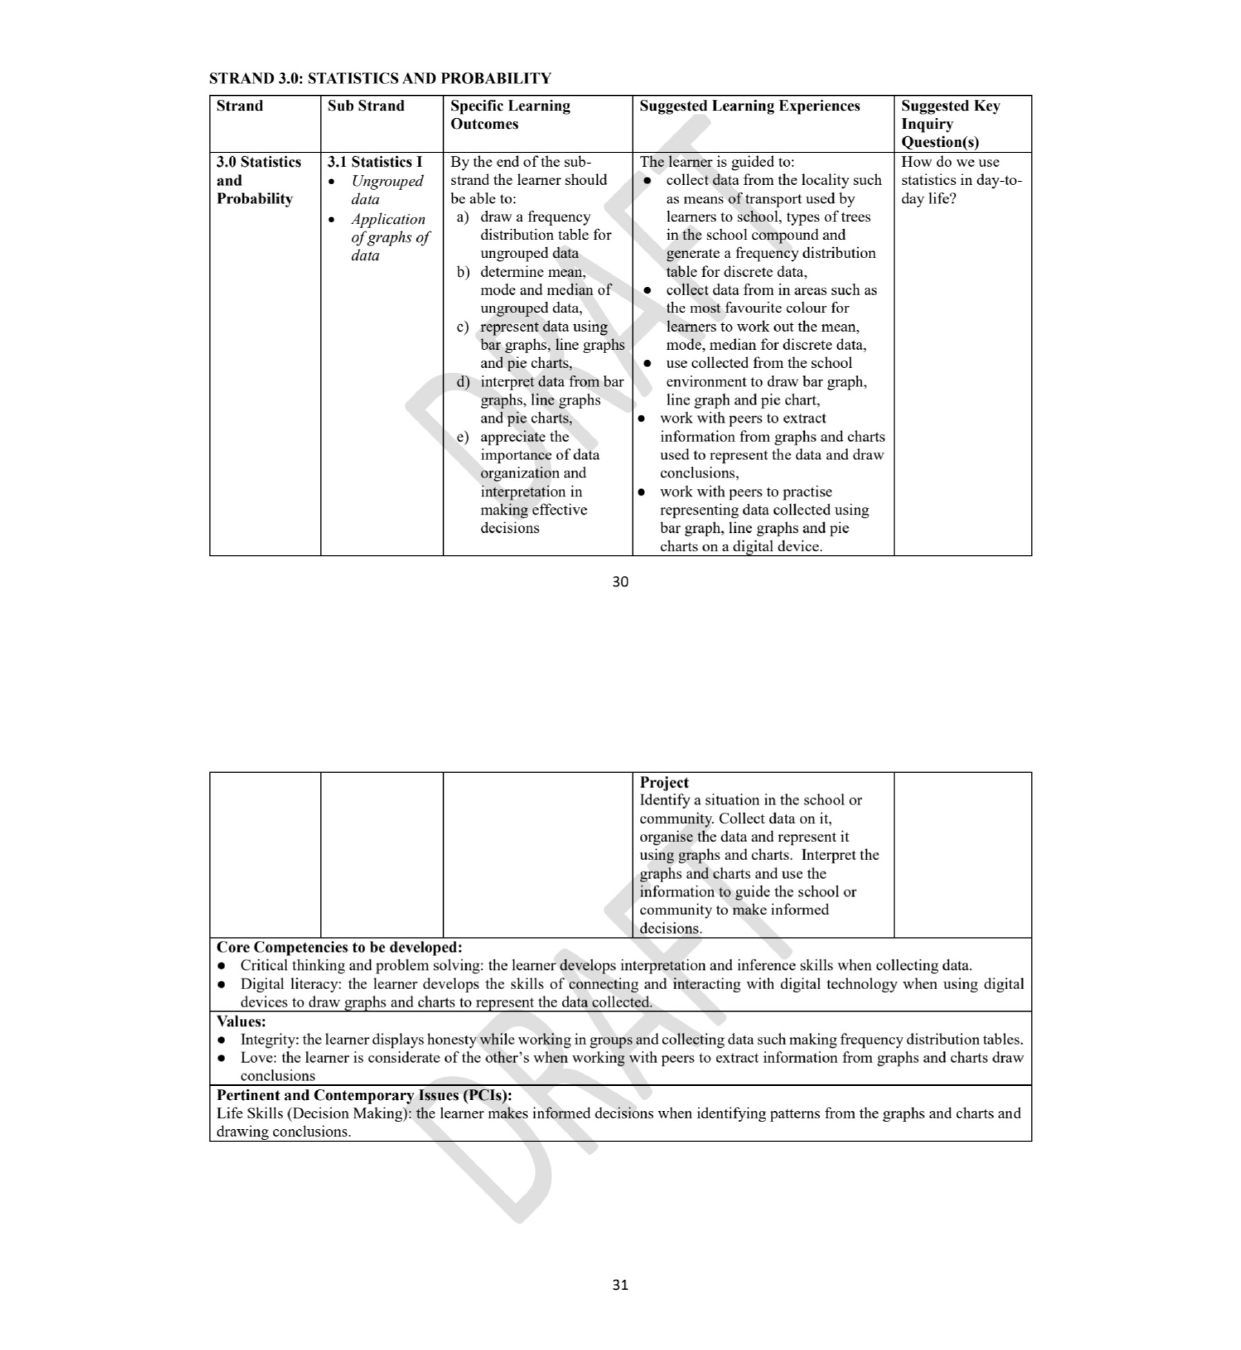 STRAND 3.0: STATISTICS AND PROBABILITY
Strand
Sub Strand
Specific Learning
Outcomes
Suggested Learning Experiences
Suggested Key
Inquiry
Question(s)
3.0 Statistics
and
Probability
3.1 Statistics I
● Ungrouped
data
● Application
of graphs of
data
By the end of the sub-
strand the learner should
be able to:
a) draw a frequency
distribution table for
ungrouped data
b) determine mean,
mode and median of
ungrouped data,
c) represent data using
bar graphs, line graphs
and pie charts,
d) interpret data from bar
graphs, line graphs
and pie charts,
e) appreciate the
importance of data
organization and
interpretation in
making effective
decisions
The learner is guided to:
● collect data from the locality such
as means of transport used by
learners to school, types of trees
in the school compound and
generate a frequency distribution
table for discrete data,
● collect data from in areas such as
the most favourite colour for
learners to work out the mean,
mode, median for discrete data,
● use collected from the school
environment to draw bar graph,
line graph and pie chart,
● work with peers to extract
information from graphs and charts
used to represent the data and draw
conclusions,
● work with peers to practise
representing data collected using
bar graph, line graphs and pie
charts on a digital device.
How do we use
statistics in day-to-
day life?
DRAFT
30
Project
Identify a situation in the school or
community. Collect data on it,
organise the data and represent it
using graphs and charts.  Interpret the
graphs and charts and use the
information to guide the school or
community to make informed
decisions.
Core Competencies to be developed:
● Critical thinking and problem solving: the learner develops interpretation and inference skills when collecting data.
● Digital literacy: the learner develops the skills of connecting and interacting with digital technology when using digital
devices to draw graphs and charts to represent the data collected.
Values:
● Integrity: the learner displays honesty while working in groups and collecting data such making frequency distribution tables.
● Love: the learner is considerate of the other's when working with peers to extract information from graphs and charts draw
conclusions
Pertinent and Contemporary Issues (PCIs):
Life Skills (Decision Making): the learner makes informed decisions when identifying patterns from the graphs and charts and
drawing conclusions.
DRAFT
31